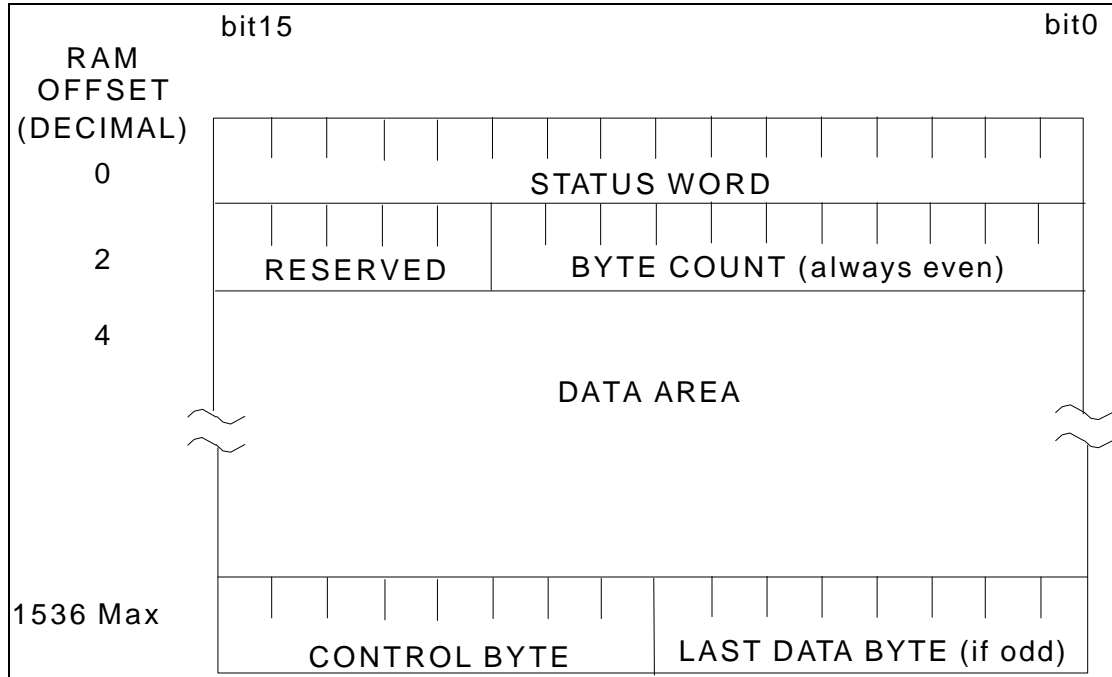 bit15 bit0
RAM
OFFSET
(DECIMAL)
0 STATUS WORD
2 RESERVED BYTE COUNT (always even)
4
DATA AREA
1536 Max
CONTROL BYTE LAST DATA BYTE (if odd)